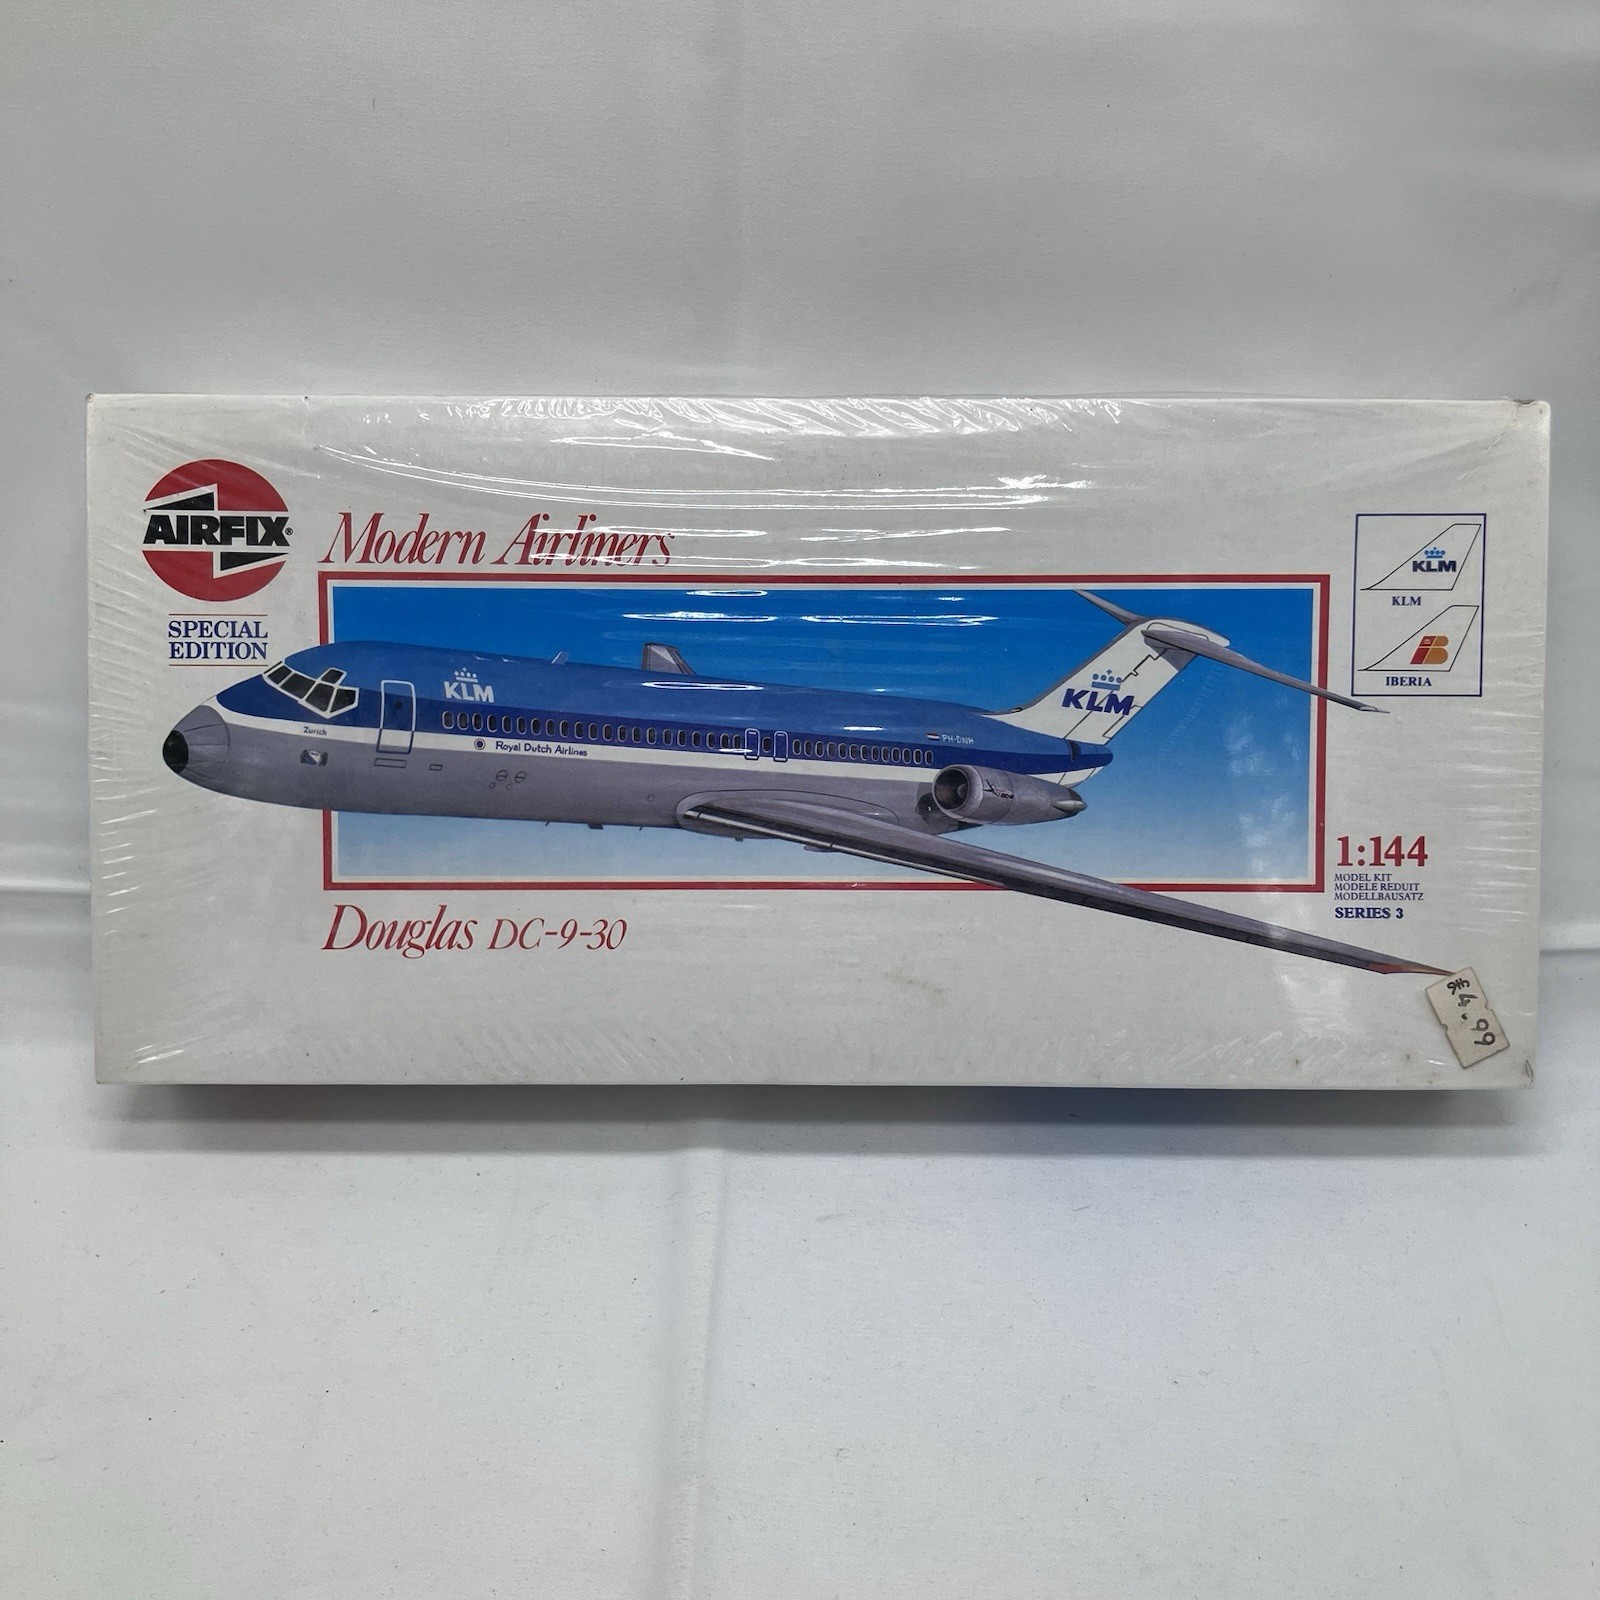 AIRFIX®
SPECIAL
EDITION
Modern Airliners
KLM
KLM
IBERIA
KLM
Zurich
Royal Dutch Airlines
PH-DNM
KLM
1:144
MODEL KIT
MODELE REDUIT
MODELLBAUSATZ
SERIES 3
Douglas DC-9-30
£4.99